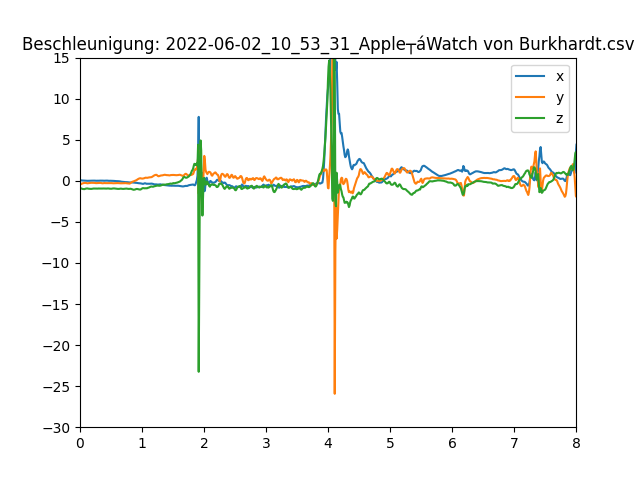 Beschleunigung: 2022-06-02_10_53_31_Apple┬áWatch von Burkhardt.csv
15
10
5
0
−5
−10
−15
−20
−25
−30
0 1 2 3 4 5 6 7 8
x
y
z